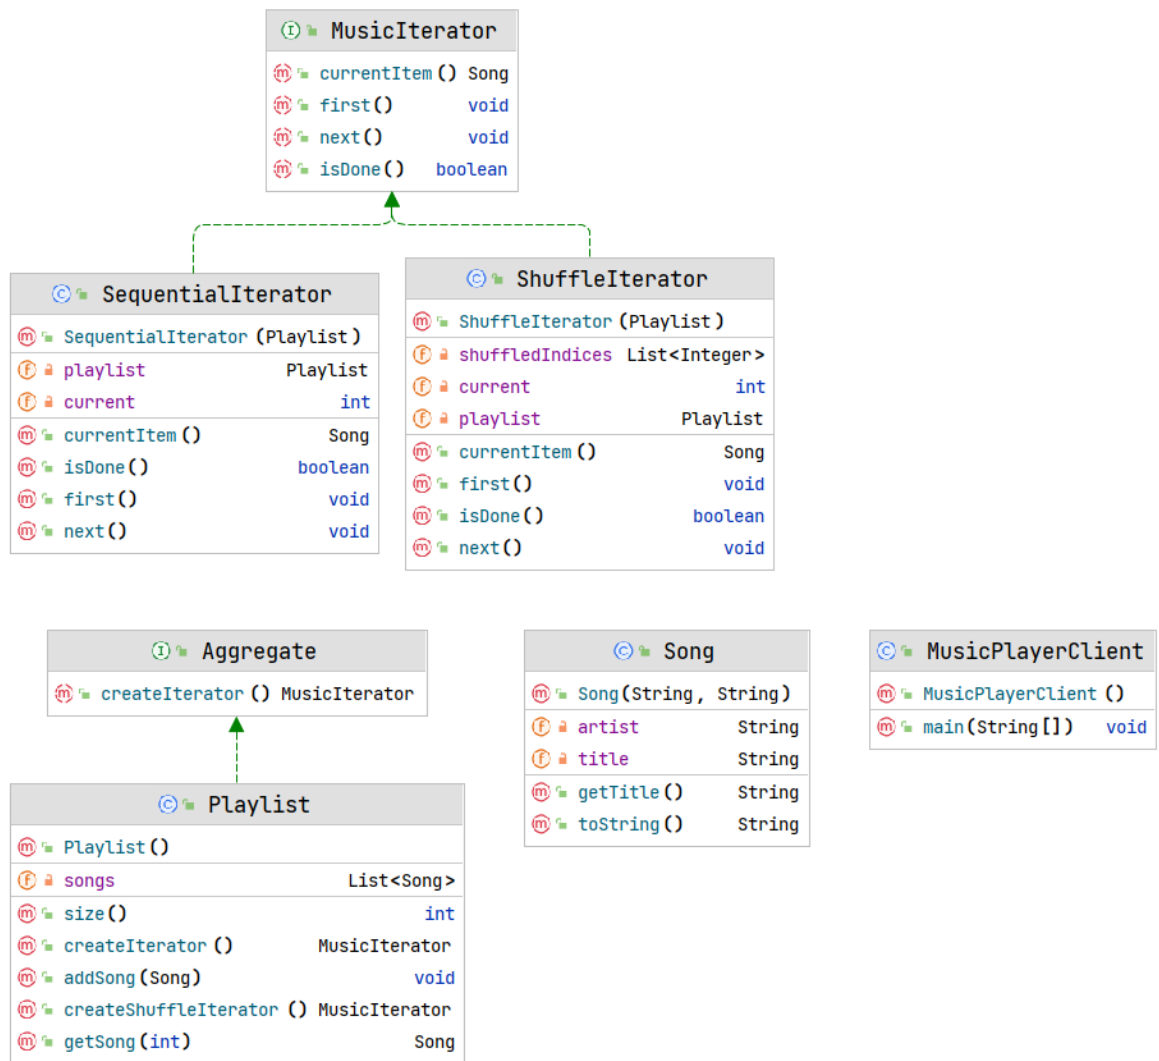 MusicIterator
currentItem() Song
first() void
next() void
isDone() boolean
SequentialIterator
SequentialIterator(Playlist)
playlist Playlist
current int
currentItem() Song
isDone() boolean
first() void
next() void
ShuffleIterator
ShuffleIterator(Playlist)
shuffledIndices List<Integer>
current int
playlist Playlist
currentItem() Song
first() void
isDone() boolean
next() void
Aggregate
createIterator() MusicIterator
Playlist
Playlist()
songs List<Song>
size() int
createIterator() MusicIterator
addSong(Song) void
createShuffleIterator() MusicIterator
getSong(int) Song
Song
Song(String, String)
artist String
title String
getTitle() String
toString() String
MusicPlayerClient
MusicPlayerClient()
main(String[]) void